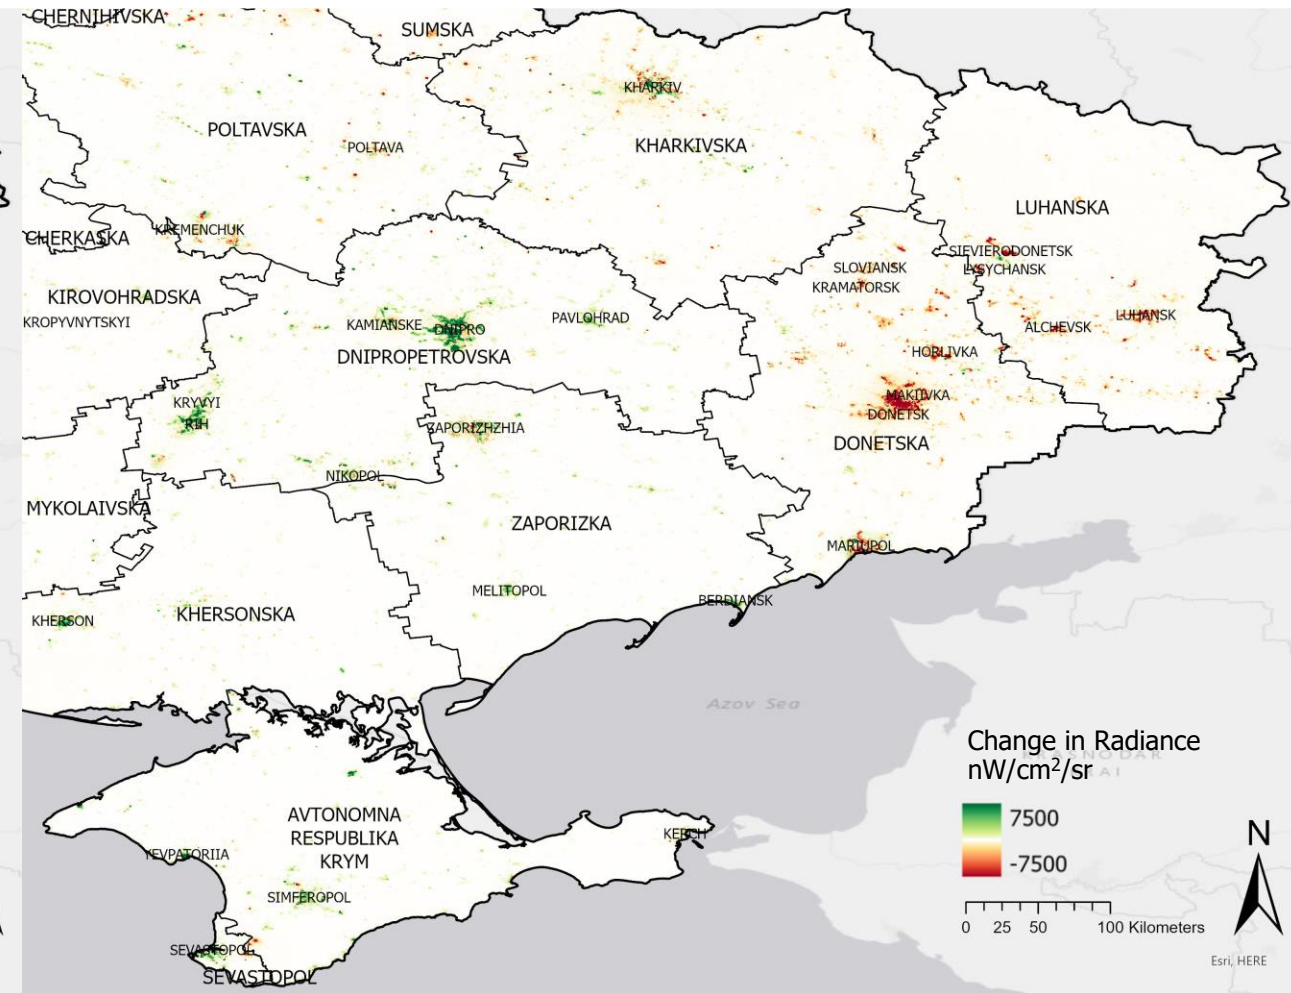 CHERNIHIVSKA
SUMSKA
KHARKIV
POLTAVSKA
POLTAVA
KHARKIVSKA
LUHANSKA
KREMENCHUK
CHERKASKA
SIEVIERODONETSK
LYSYCHANSK
SLOVIANSK
KRAMATORSK
KIROVOHRADSKA
KROPYVNYTSKYI
KAMIANSKE
DNIPRO
PAVLOHRAD
LUHANSK
ALCHEVSK
DNIPROPETROVSKA
HORLIVKA
KRYVYI
RIH
MAKIIVKA
DONETSK
ZAPORIZHZHIA
DONETSKA
NIKOPOL
MYKOLAIVSKA
ZAPORIZKA
MARIUPOL
MELITOPOL
BERDIANSK
KHERSON
KHERSONSKA
Azov Sea
Change in Radiance
nW/cm²/sr
KRASNODAR
AI
7500
-7500
AVTONOMNA
RESPUBLIKA
KRYM
KERCH
YEVPATORIIA
SIMFEROPOL
N
0 25 50 100 Kilometers
SEVASTOPOL
SEVASTOPOL
Esri, HERE